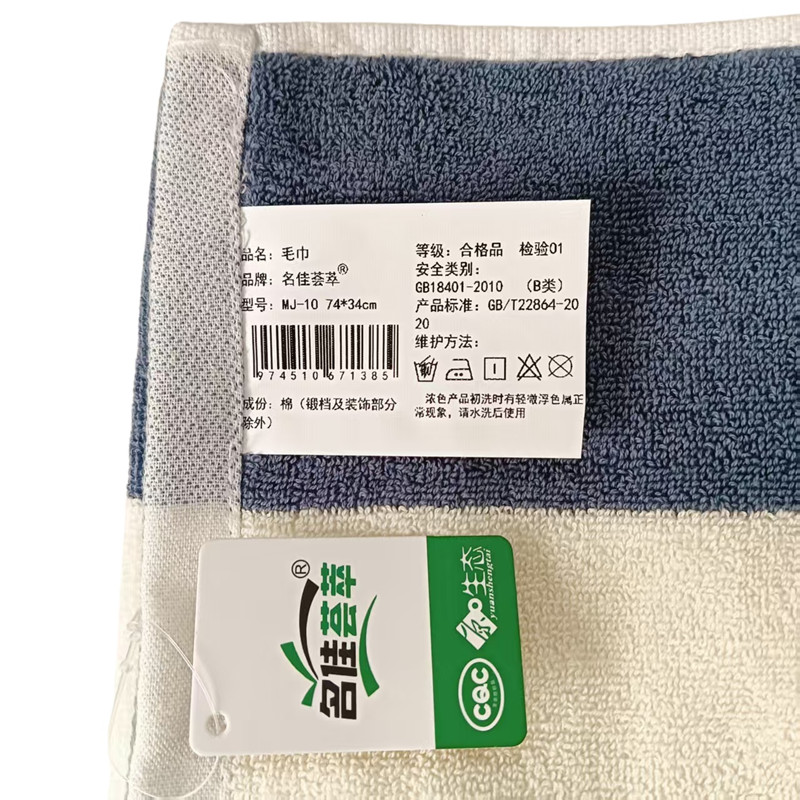 品名：毛巾
品牌：名佳荟萃®
型号：MJ-10 74*34cm
974510 671385
成份：棉（锻档及装饰部分
除外）
等级：合格品 检验01
安全类别：
GB18401-2010 （B类）
产品标准：GB/T22864-20
20
维护方法：
浓色产品初洗时有轻微浮色属正
常现象，请水洗后使用
名佳荟萃®
生态
yuanshengtai
CQC